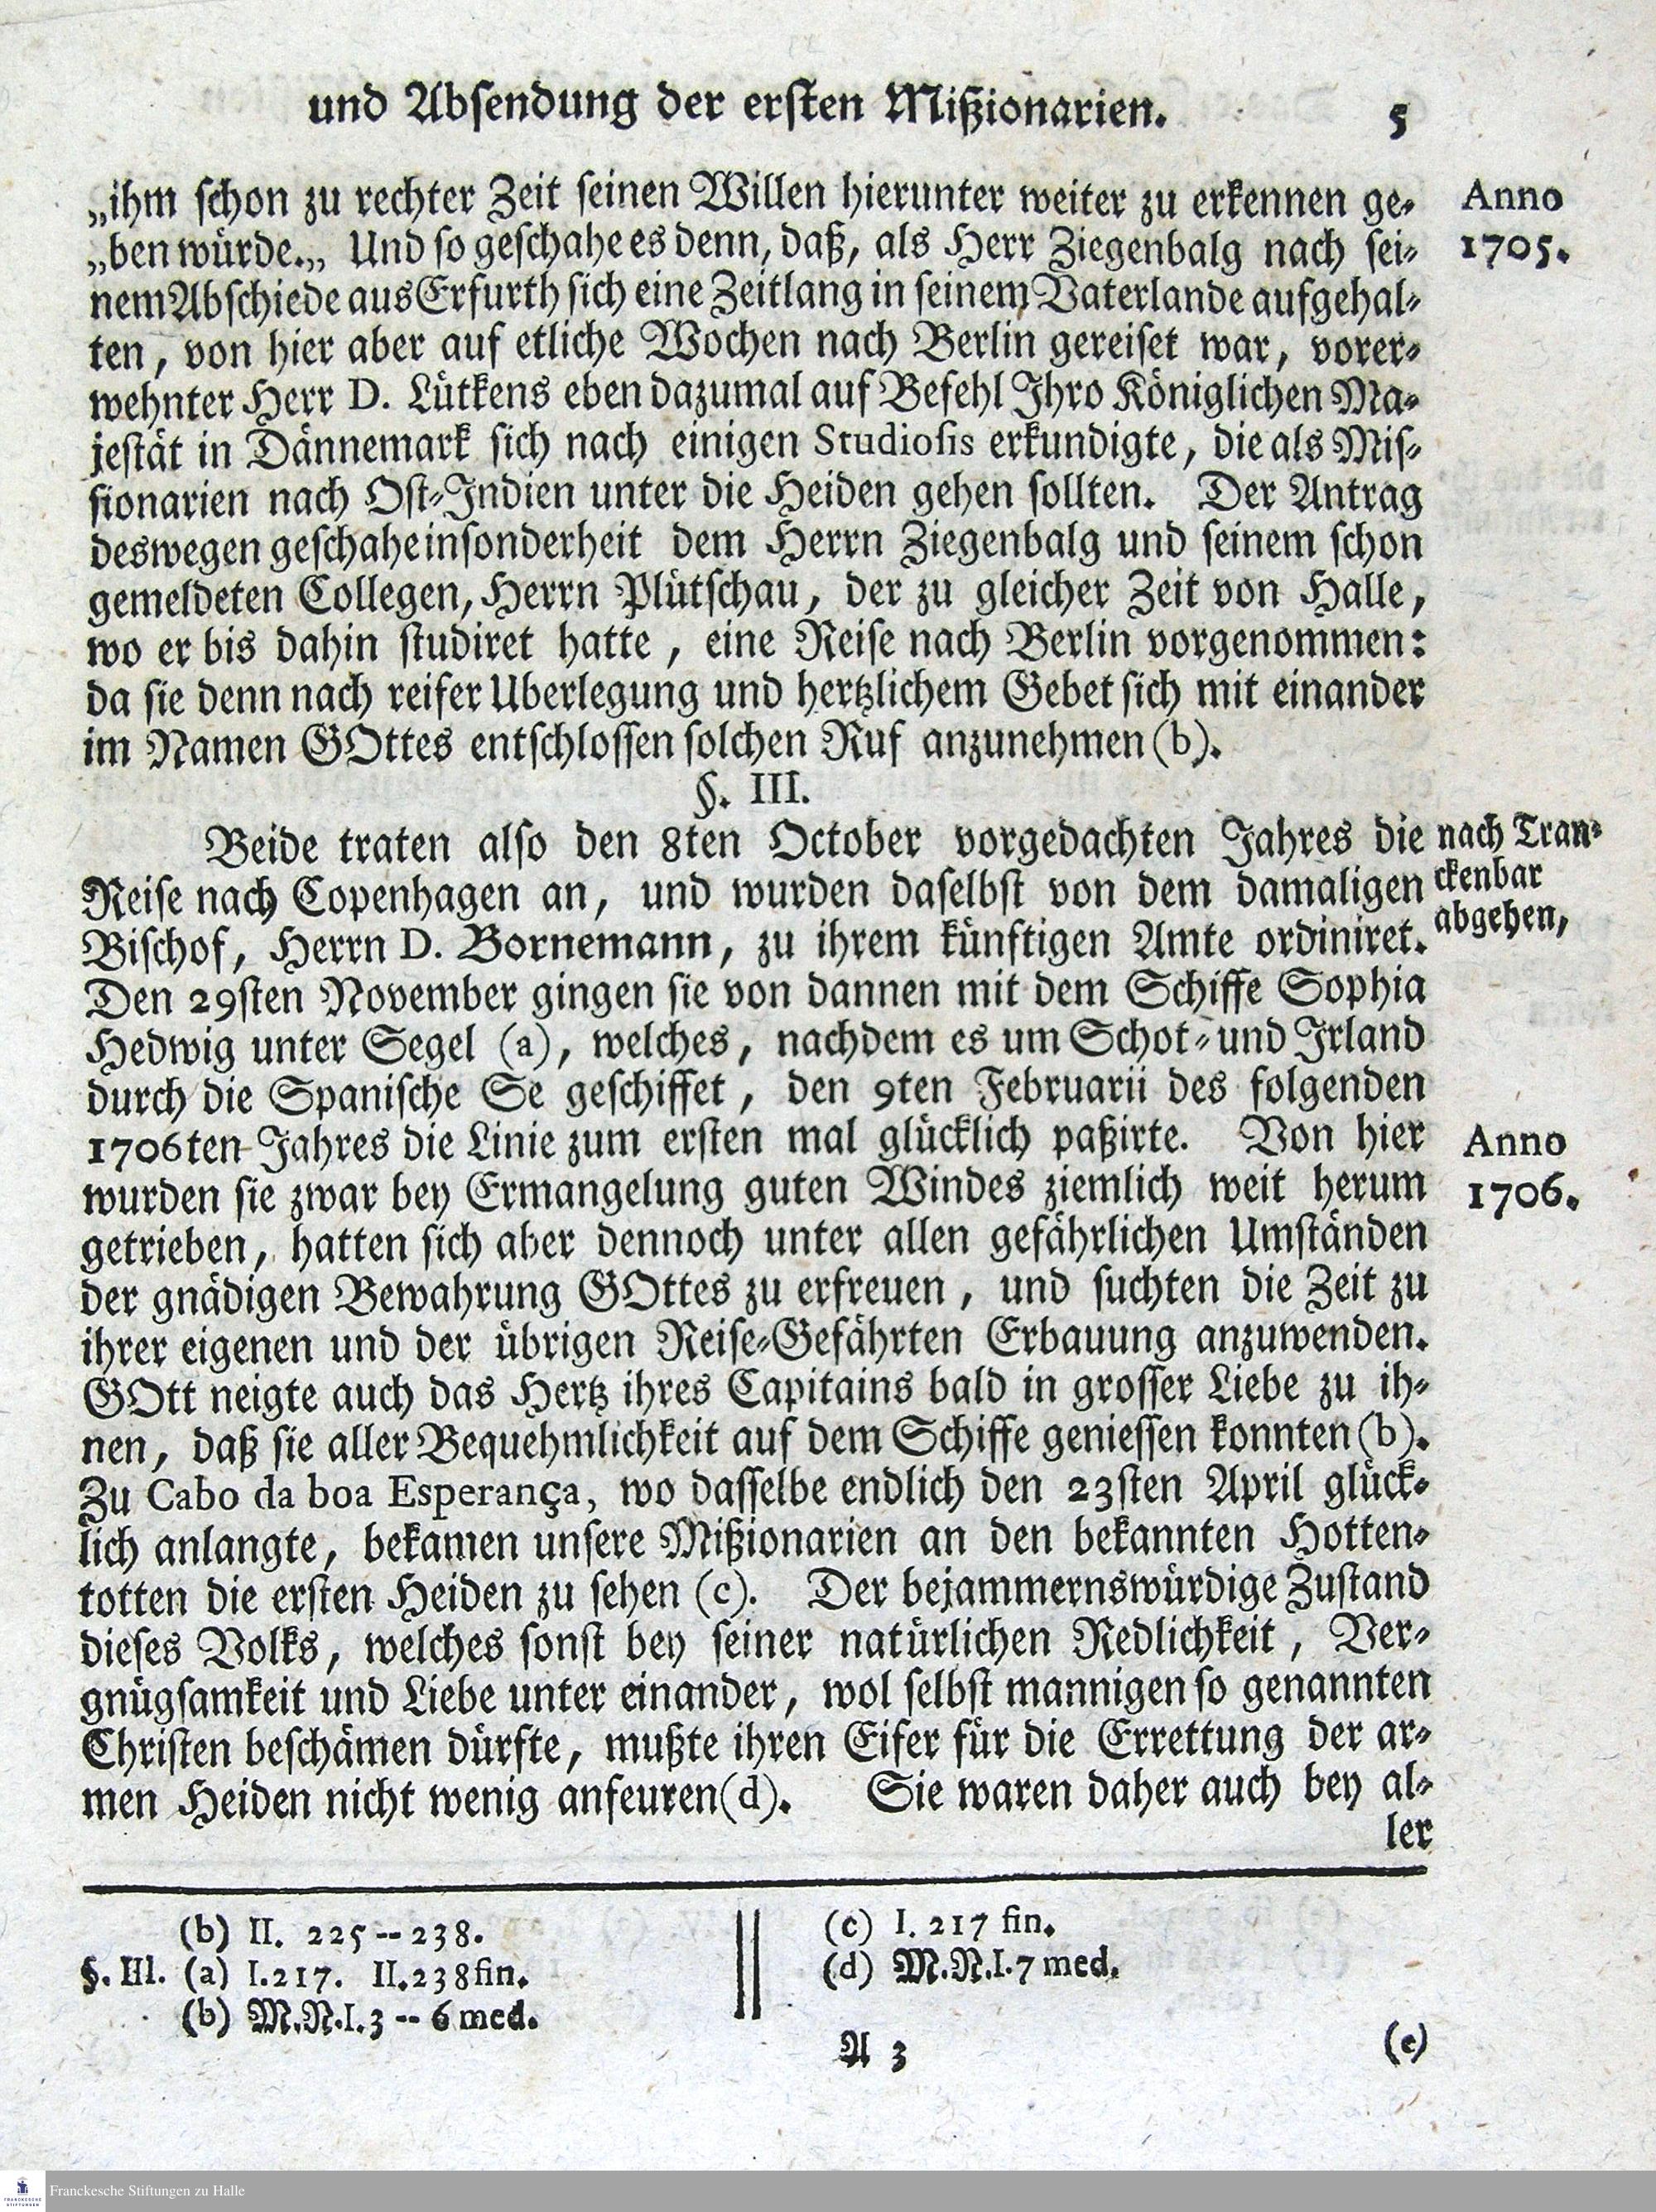 und Absendung der ersten Mißionarien. 5
„ihm schon zu rechter Zeit seinen Willen hierunter weiter zu erkennen ge-
„ben würde.„ Und so geschahe es denn, daß, als Herr Ziegenbalg nach sei-
nem Abschiede aus Erfurth sich eine Zeitlang in seinem Vaterlande aufgehal-
ten, von hier aber auf etliche Wochen nach Berlin gereiset war, vorer-
wehnter Herr D. Lütkens eben dazumal auf Befehl Ihro Königlichen Ma-
jestät in Dännemark sich nach einigen Studiosis erkundigte, die als Mis-
sionarien nach Ost-Indien unter die Heiden gehen sollten. Der Antrag
deswegen geschahe insonderheit dem Herrn Ziegenbalg und seinem schon
gemeldeten Collegen, Herrn Plütschau, der zu gleicher Zeit von Halle,
wo er bis dahin studiret hatte, eine Reise nach Berlin vorgenommen:
da sie denn nach reifer Uberlegung und hertzlichem Gebet sich mit einander
im Namen GOttes entschlossen solchen Ruf anzunehmen (b).
Anno
1705.
§. III.
Beide traten also den 8ten October vorgedachten Jahres die
Reise nach Copenhagen an, und wurden daselbst von dem damaligen
Bischof, Herrn D. Bornemann, zu ihrem künftigen Amte ordiniret.
Den 29sten November gingen sie von dannen mit dem Schiffe Sophia
Hedwig unter Segel (a), welches, nachdem es um Schot- und Irland
durch die Spanische Se geschiffet, den 9ten Februarii des folgenden
1706ten Jahres die Linie zum ersten mal glücklich paßirte. Von hier
wurden sie zwar bey Ermangelung guten Windes ziemlich weit herum
getrieben, hatten sich aber dennoch unter allen gefährlichen Umständen
der gnädigen Bewahrung GOttes zu erfreuen, und suchten die Zeit zu
ihrer eigenen und der übrigen Reise-Gefährten Erbauung anzuwenden.
GOtt neigte auch das Hertz ihres Capitains bald in grosser Liebe zu ih-
nen, daß sie aller Bequehmlichkeit auf dem Schiffe geniessen konnten (b).
Zu Cabo da boa Esperança, wo dasselbe endlich den 23sten April glück-
lich anlangte, bekamen unsere Mißionarien an den bekannten Hotten-
totten die ersten Heiden zu sehen (c). Der bejammernswürdige Zustand
dieses Volks, welches sonst bey seiner natürlichen Redlichkeit, Ver-
gnügsamkeit und Liebe unter einander, wol selbst mannigen so genannten
Christen beschämen dürfte, mußte ihren Eifer für die Errettung der ar-
men Heiden nicht wenig anfeuren (d). Sie waren daher auch bey al-
ler
nach Tran-
ckenbar
abgehen,
Anno
1706.
(b) II. 225 -- 238.
§. III. (a) I. 217. II. 238 fin.
(b) M.N.I. 3 -- 6 med.
(c) I. 217 fin.
(d) M.N.I. 7 med.
A 3 (e)
FRANCKESCHE
STIFTUNGEN
Franckesche Stiftungen zu Halle